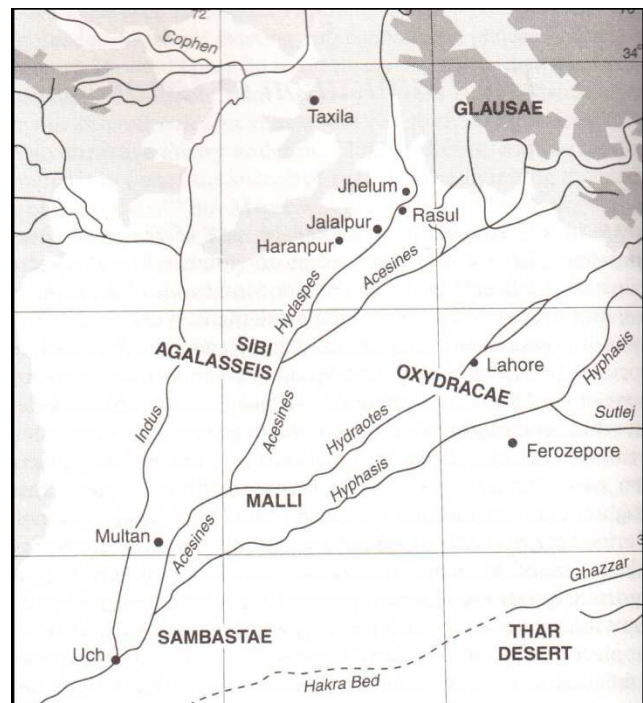 72
Cophen
34°
Taxila
GLAUSAE
Jhelum
Rasul
Jalalpur
Haranpur
Hydaspes
Acesines
SIBI
AGALASSEIS
Lahore
OXYDRACAE
Hyphasis
Indus
Acesines
Hydraotes
Sutlej
Ferozepore
MALLI
Hyphasis
Multan
Acesines
Ghazzar
SAMBASTAE
THAR
DESERT
Uch
Hakra Bed